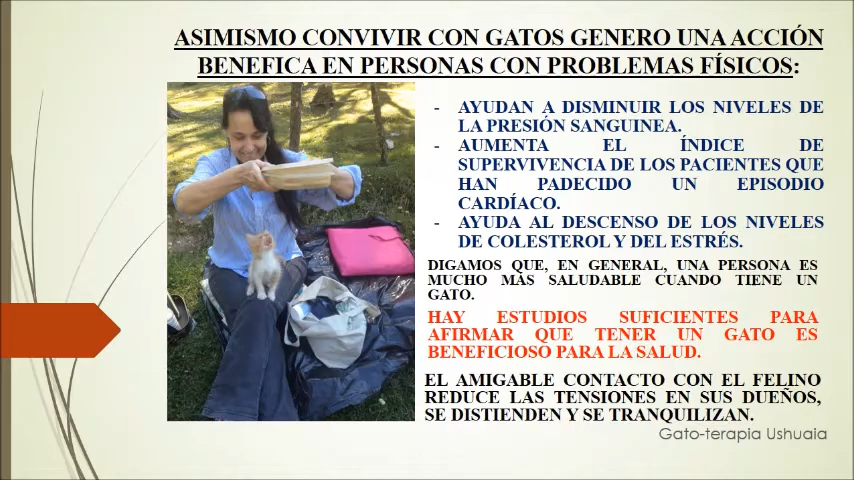 ASIMISMO CONVIVIR CON GATOS GENERO UNA ACCIÓN
BENEFICA EN PERSONAS CON PROBLEMAS FÍSICOS:
- AYUDAN A DISMINUIR LOS NIVELES DE
LA PRESIÓN SANGUINEA.
- AUMENTA EL ÍNDICE DE
SUPERVIVENCIA DE LOS PACIENTES QUE
HAN PADECIDO UN EPISODIO
CARDÍACO.
- AYUDA AL DESCENSO DE LOS NIVELES
DE COLESTEROL Y DEL ESTRÉS.
DIGAMOS QUE, EN GENERAL, UNA PERSONA ES
MUCHO MÁS SALUDABLE CUANDO TIENE UN
GATO.
HAY ESTUDIOS SUFICIENTES PARA
AFIRMAR QUE TENER UN GATO ES
BENEFICIOSO PARA LA SALUD.
EL AMIGABLE CONTACTO CON EL FELINO
REDUCE LAS TENSIONES EN SUS DUEÑOS,
SE DISTIENDEN Y SE TRANQUILIZAN.
Gato-terapia Ushuaia